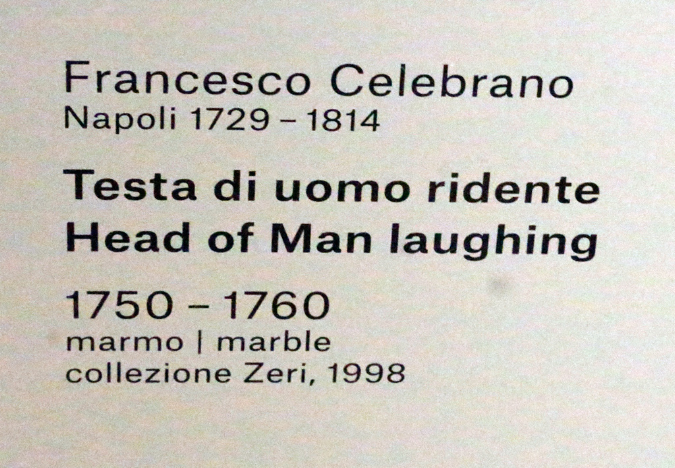 Francesco Celebrano
Napoli 1729 – 1814
Testa di uomo ridente
Head of Man laughing
1750 – 1760
marmo | marble
collezione Zeri, 1998